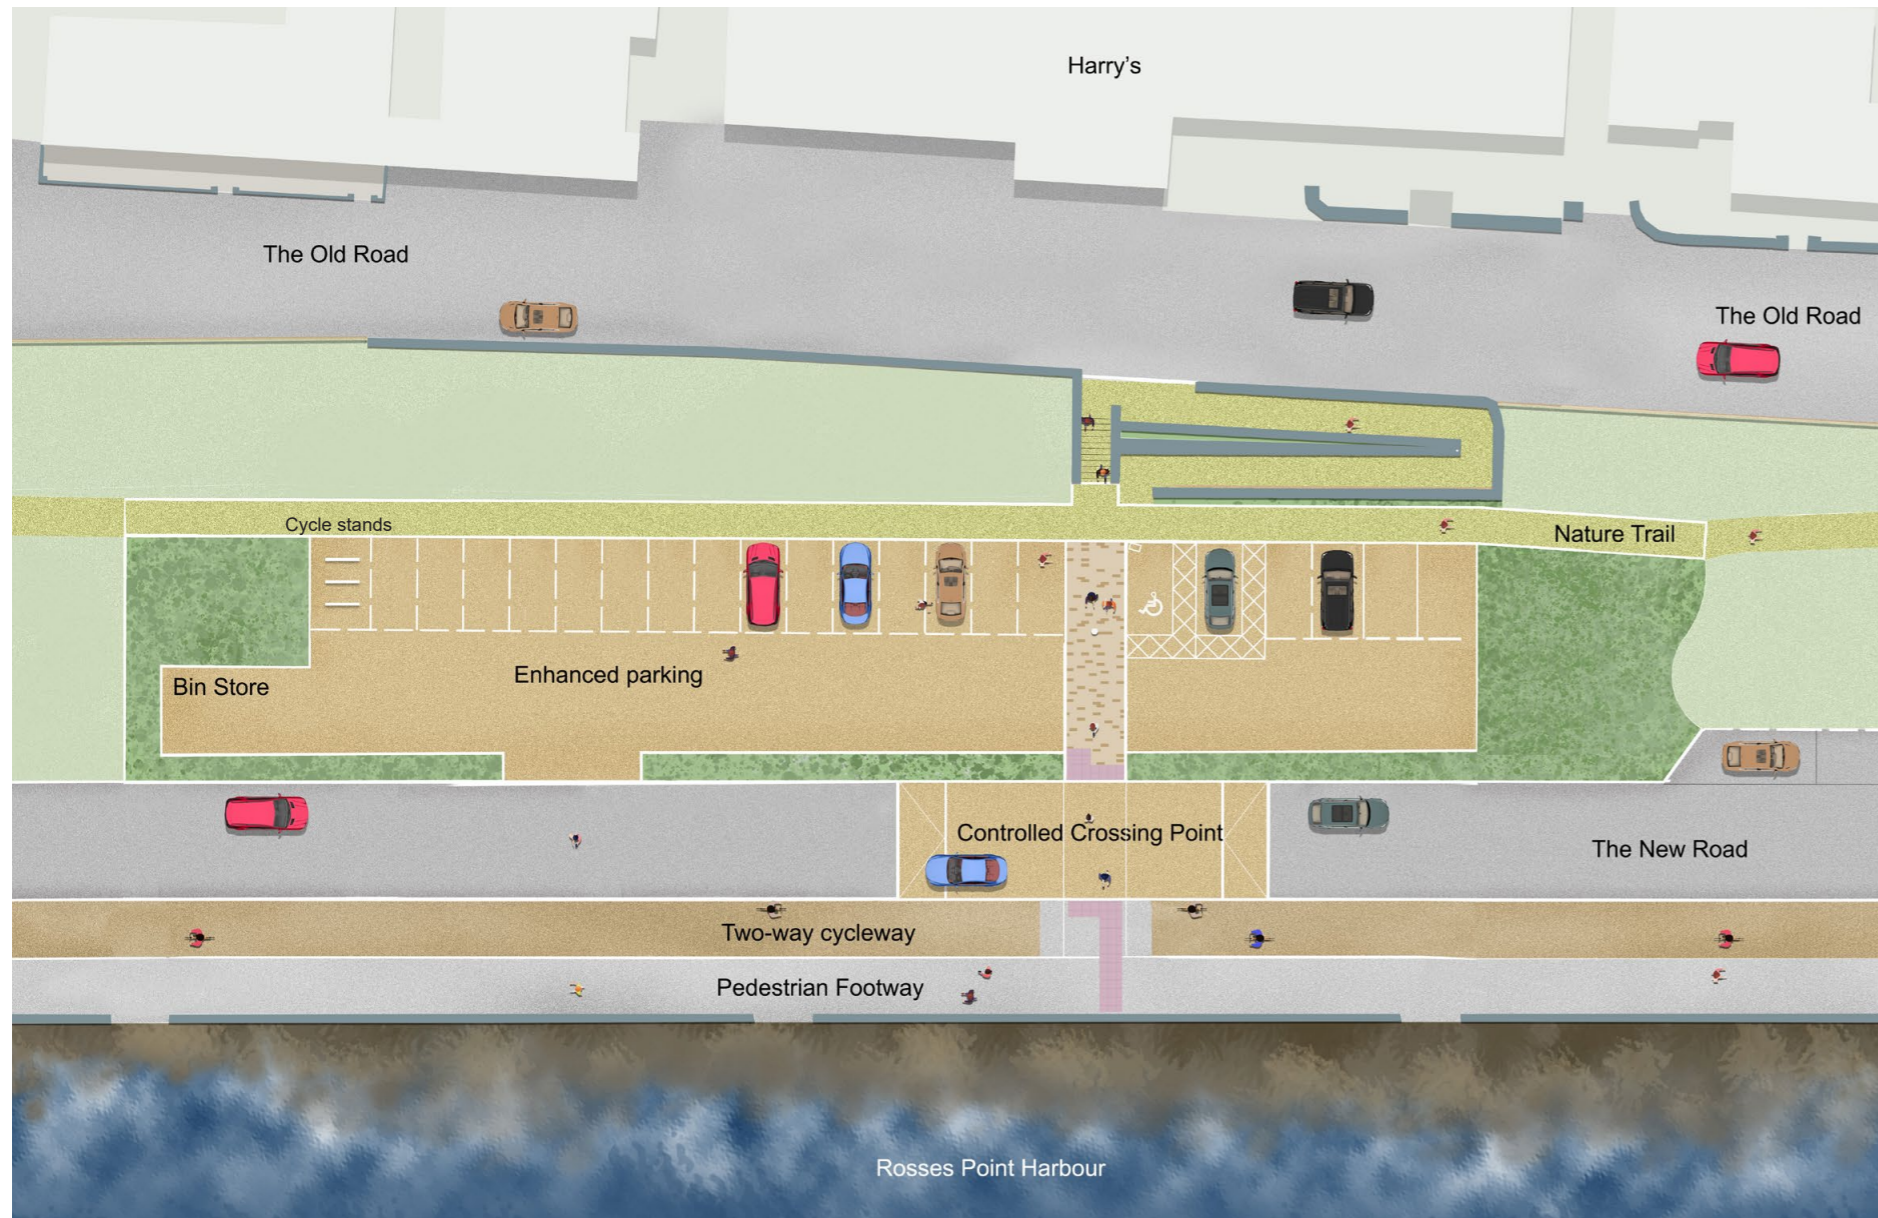 Harry’s
The Old Road
The Old Road
Cycle stands
Nature Trail
Enhanced parking
Bin Store
Controlled Crossing Point
The New Road
Two-way cycleway
Pedestrian Footway
Rosses Point Harbour